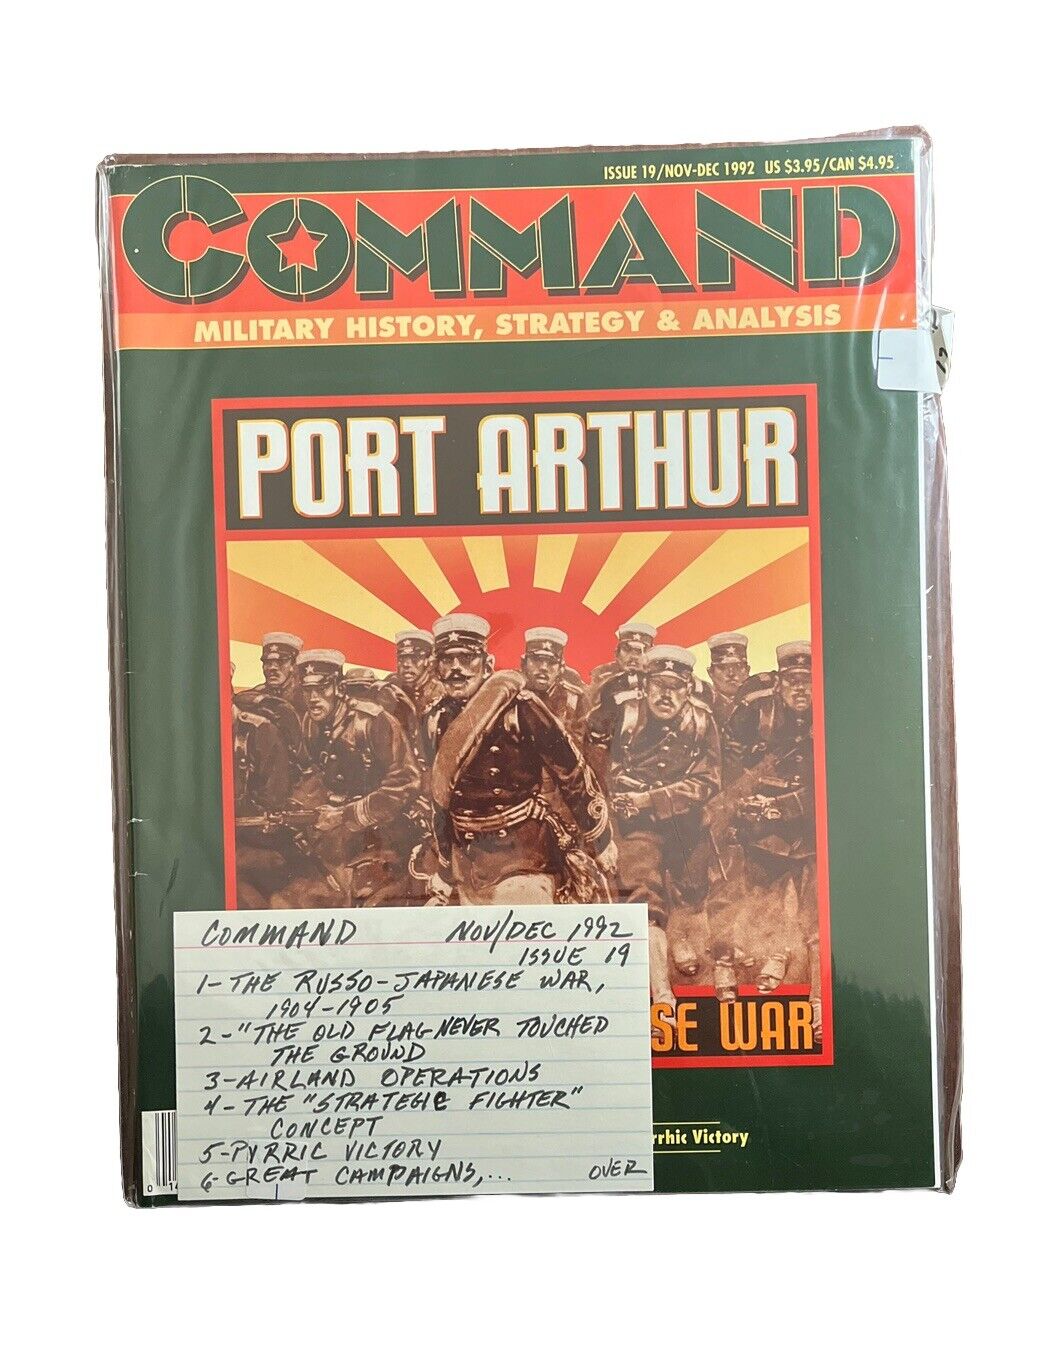 ISSUE 19/NOV-DEC 1992 US $3.95/CAN $4.95
COMMAND
MILITARY HISTORY, STRATEGY & ANALYSIS
PORT ARTHUR
SE WAR
rrhic Victory
COMMAND NOV/DEC 1992
ISSUE 19
1-THE RUSSO-JAPANESE WAR,
1904-1905
2-"THE OLD FLAG NEVER TOUCHED
THE GROUND
3-AIRLAND OPERATIONS
4-THE "STRATEGIC FIGHTER"
CONCEPT
5-PYRRIC VICTORY
6-GREAT CAMPAIGNS,... OVER
0